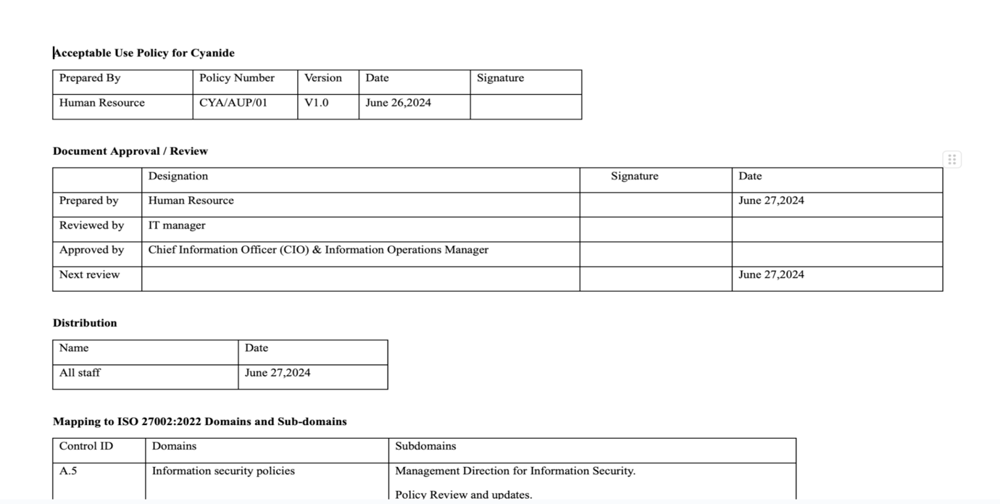 Acceptable Use Policy for Cyanide
Prepared By Policy Number Version Date Signature
Human Resource CYA/AUP/01 V1.0 June 26,2024
Document Approval / Review
Designation Signature Date
Prepared by Human Resource June 27,2024
Reviewed by IT manager
Approved by Chief Information Officer (CIO) & Information Operations Manager
Next review June 27,2024
Distribution
Name Date
All staff June 27,2024
Mapping to ISO 27002:2022 Domains and Sub-domains
Control ID Domains Subdomains
A.5 Information security policies Management Direction for Information Security.
Policy Review and updates.